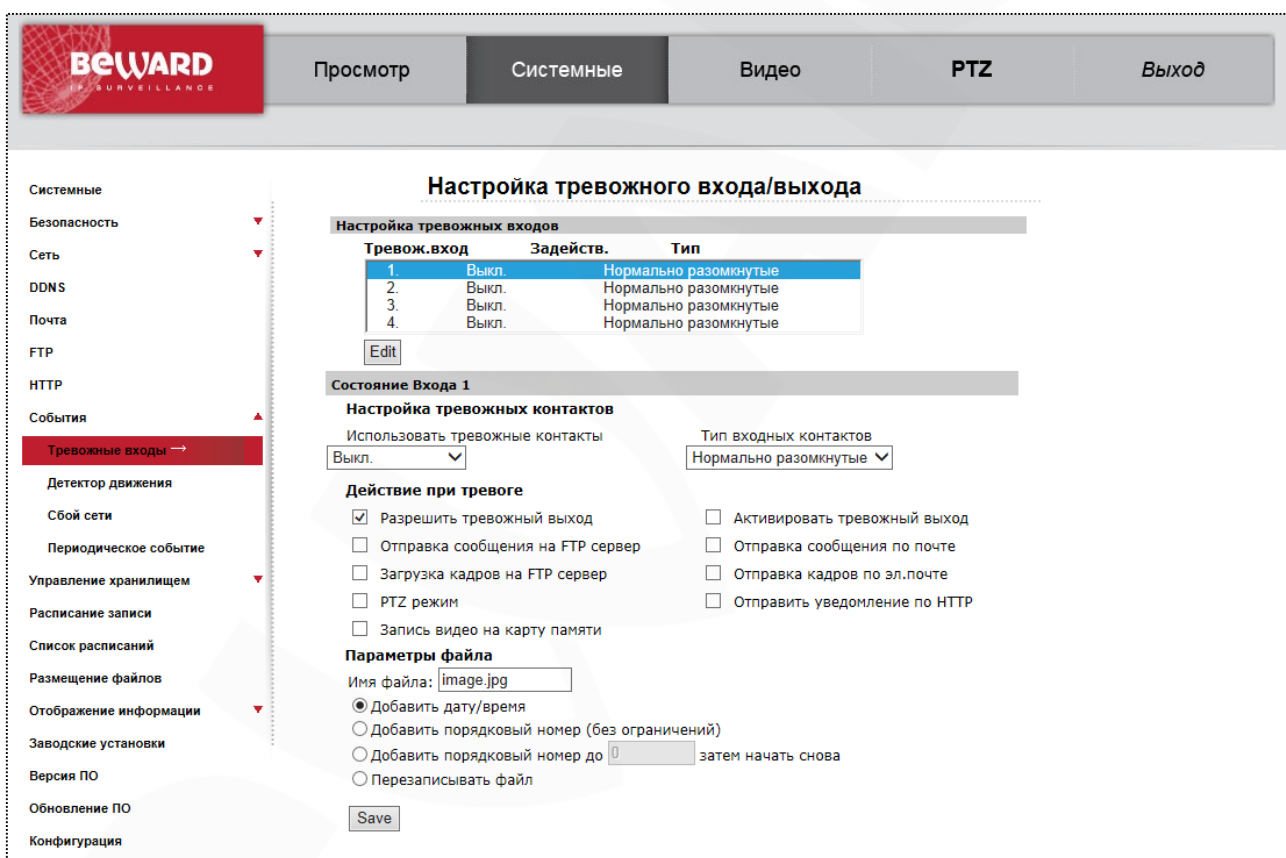 BEWARD
IP SURVEILLANCE
Просмотр
Системные
Видео
PTZ
Выход
Системные
Безопасность
Сеть
DDNS
Почта
FTP
HTTP
События
Тревожные входы →
Детектор движения
Сбой сети
Периодическое событие
Управление хранилищем
Расписание записи
Список расписаний
Размещение файлов
Отображение информации
Заводские установки
Версия ПО
Обновление ПО
Конфигурация
Настройка тревожного входа/выхода
Настройка тревожных входов
Тревож.вход Задейств. Тип
1. Выкл. Нормально разомкнутые
2. Выкл. Нормально разомкнутые
3. Выкл. Нормально разомкнутые
4. Выкл. Нормально разомкнутые
Edit
Состояние Входа 1
Настройка тревожных контактов
Использовать тревожные контакты Тип входных контактов
Выкл. Нормально разомкнутые
Действие при тревоге
Разрешить тревожный выход Активировать тревожный выход
Отправка сообщения на FTP сервер Отправка сообщения по почте
Загрузка кадров на FTP сервер Отправка кадров по эл.почте
PTZ режим Отправить уведомление по HTTP
Запись видео на карту памяти
Параметры файла
Имя файла: image.jpg
Добавить дату/время
Добавить порядковый номер (без ограничений)
Добавить порядковый номер до 0 затем начать снова
Перезаписывать файл
Save